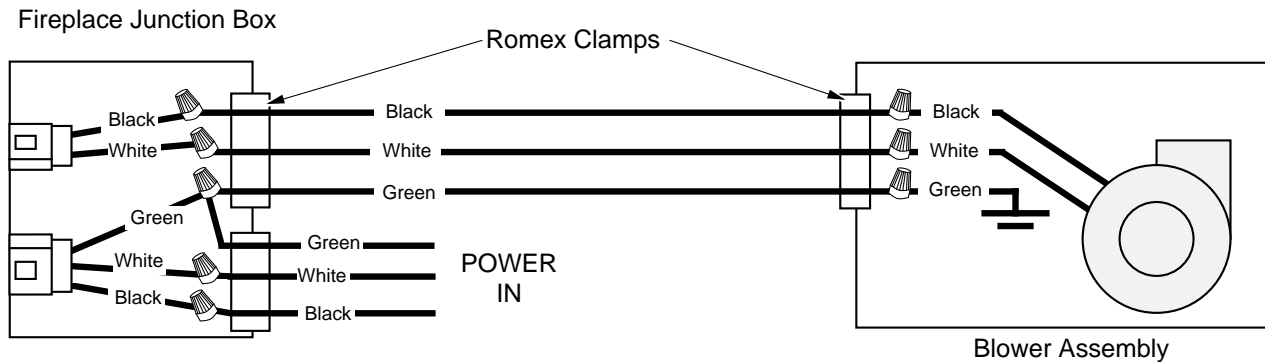 Fireplace Junction Box
Romex Clamps
Black
Black
Black
White
White
White
Green
Green
Green
Green
White
White
Black
Black
POWER
IN
Blower Assembly